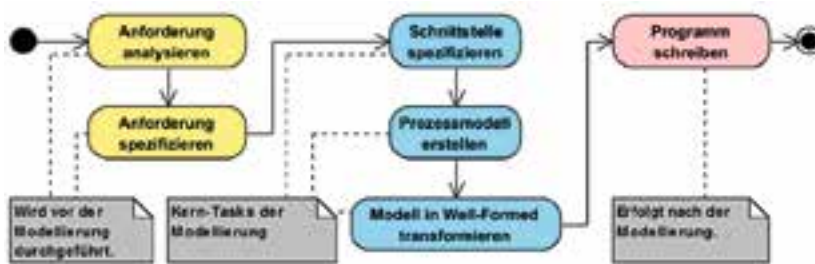 Anforderung
analysieren
Anforderung
spezifizieren
Schnittstelle
spezifizieren
Prozessmodell
erstellen
Modell in Well-Formed
transformieren
Programm
schreiben
Wird vor der
Modellierung
durchgeführt.
Kern-Tasks der
Modellierung
Erfolgt nach der
Modellierung.